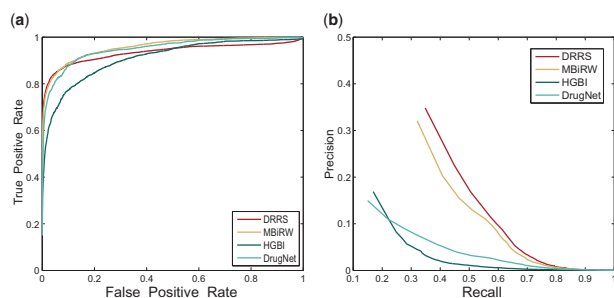 (a)
1
0.8
0.6
0.4
0.2
0
0 0.2 0.4 0.6 0.8 1
True Positive Rate
False Positive Rate
DRRS
MBiRW
HGBI
DrugNet
(b)
0.5
0.4
0.3
0.2
0.1
0
0.1 0.2 0.3 0.4 0.5 0.6 0.7 0.8 0.9
Precision
Recall
DRRS
MBiRW
HGBI
DrugNet